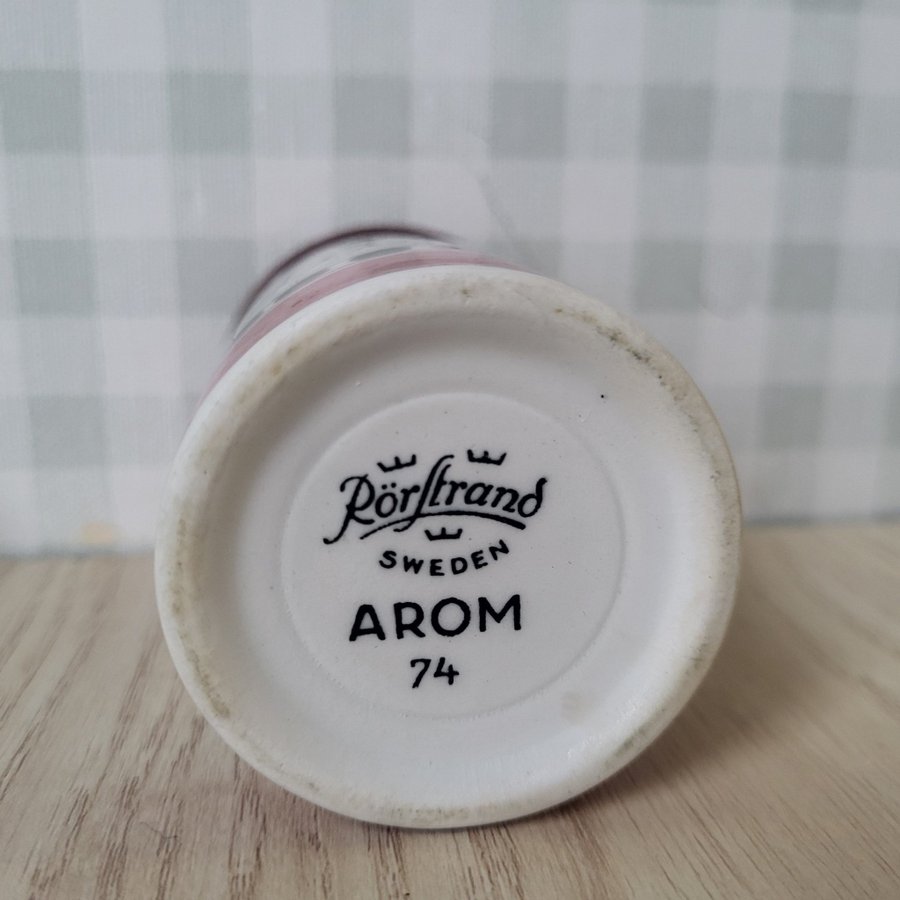 Rörstrand
SWEDEN
AROM
74